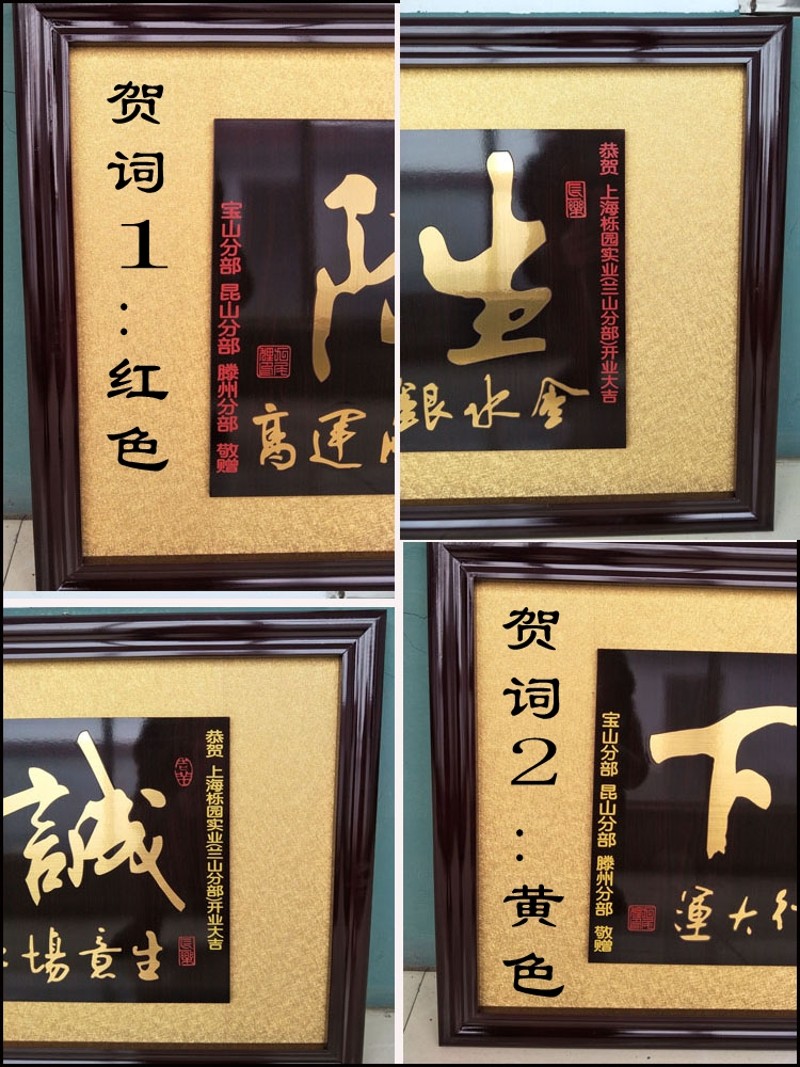 贺词1:红色
宝山分部 昆山分部 滕州分部 敬赠
高運
恭贺 上海栎园实业(兰山分部)开业大吉
生
金水銀
恭贺 上海栎园实业(兰山分部)开业大吉
誠
生意場
贺词2:黄色
宝山分部 昆山分部 滕州分部 敬赠
下
行大運